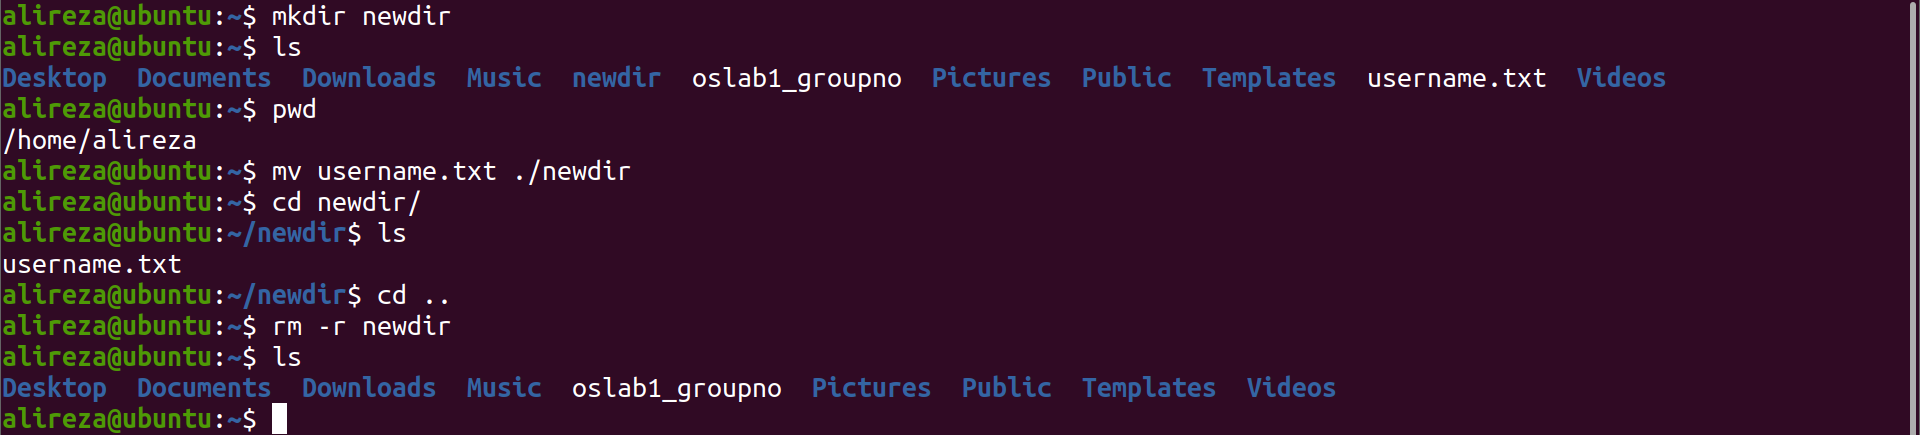 alireza@ubuntu:~$ mkdir newdir
alireza@ubuntu:~$ ls
Desktop  Documents  Downloads  Music  newdir  oslab1_groupno  Pictures  Public  Templates  username.txt  Videos
alireza@ubuntu:~$ pwd
/home/alireza
alireza@ubuntu:~$ mv username.txt ./newdir
alireza@ubuntu:~$ cd newdir/
alireza@ubuntu:~/newdir$ ls
username.txt
alireza@ubuntu:~/newdir$ cd ..
alireza@ubuntu:~$ rm -r newdir
alireza@ubuntu:~$ ls
Desktop  Documents  Downloads  Music  oslab1_groupno  Pictures  Public  Templates  Videos
alireza@ubuntu:~$